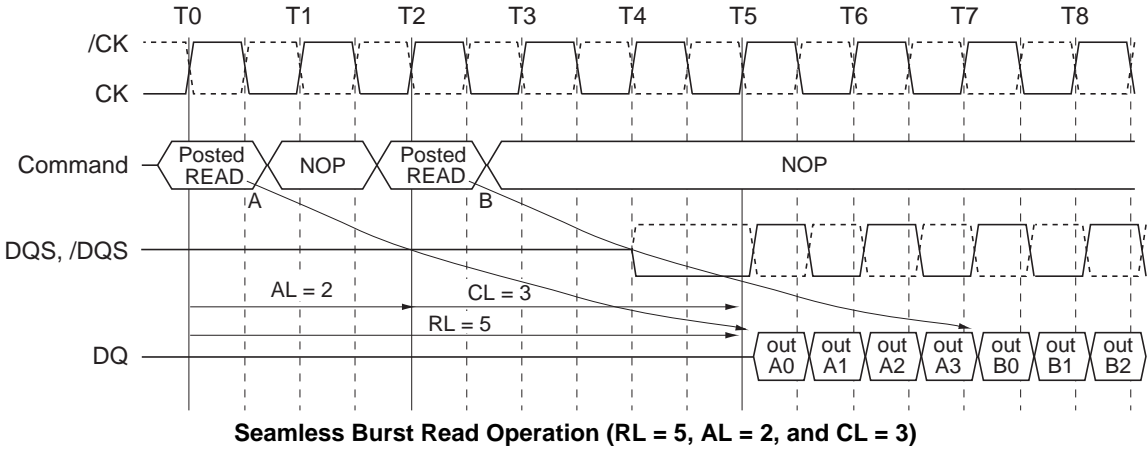 T0 T1 T2 T3 T4 T5 T6 T7 T8
/CK
CK
Command
Posted
READ
NOP
Posted
READ
NOP
A
B
DQS, /DQS
AL = 2
CL = 3
RL = 5
DQ
out
A0
out
A1
out
A2
out
A3
out
B0
out
B1
out
B2
Seamless Burst Read Operation (RL = 5, AL = 2, and CL = 3)